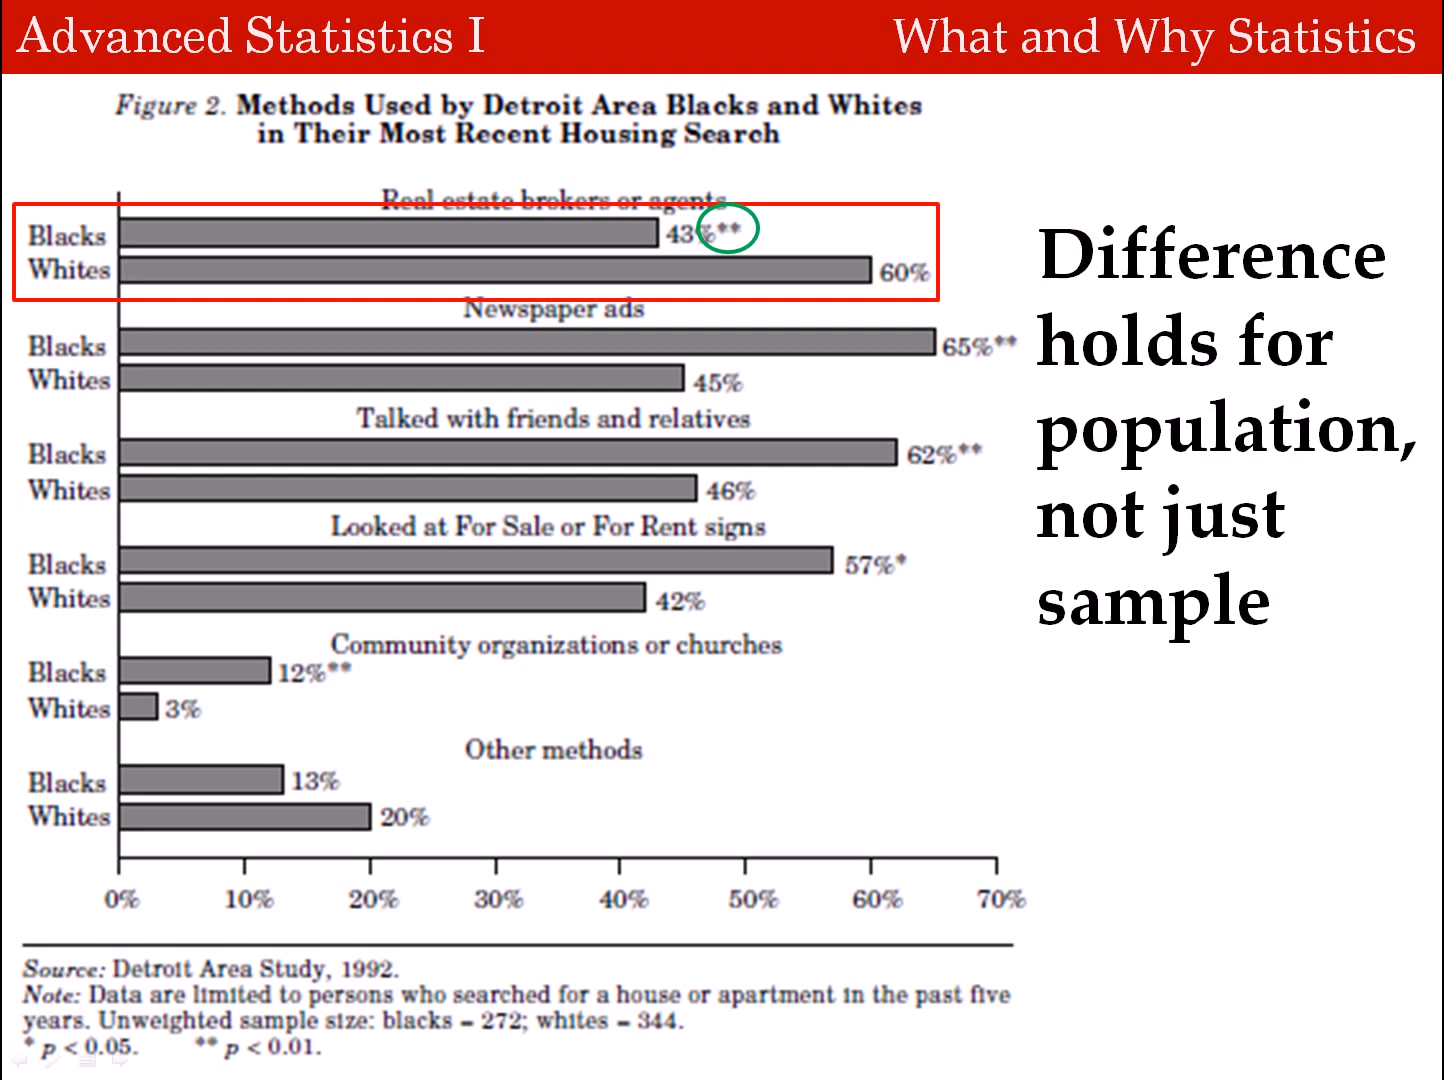 Advanced Statistics I
What and Why Statistics
Figure 2. Methods Used by Detroit Area Blacks and Whites
in Their Most Recent Housing Search
Real estate brokers or agents
Blacks 43%**
Whites 60%
Newspaper ads
Blacks 65%**
Whites 45%
Talked with friends and relatives
Blacks 62%**
Whites 46%
Looked at For Sale or For Rent signs
Blacks 57%*
Whites 42%
Community organizations or churches
Blacks 12%**
Whites 3%
Other methods
Blacks 13%
Whites 20%
0% 10% 20% 30% 40% 50% 60% 70%
Source: Detroit Area Study, 1992.
Note: Data are limited to persons who searched for a house or apartment in the past five
years. Unweighted sample size: blacks = 272; whites = 344.
* p < 0.05. ** p < 0.01.
Difference
holds for
population,
not just
sample